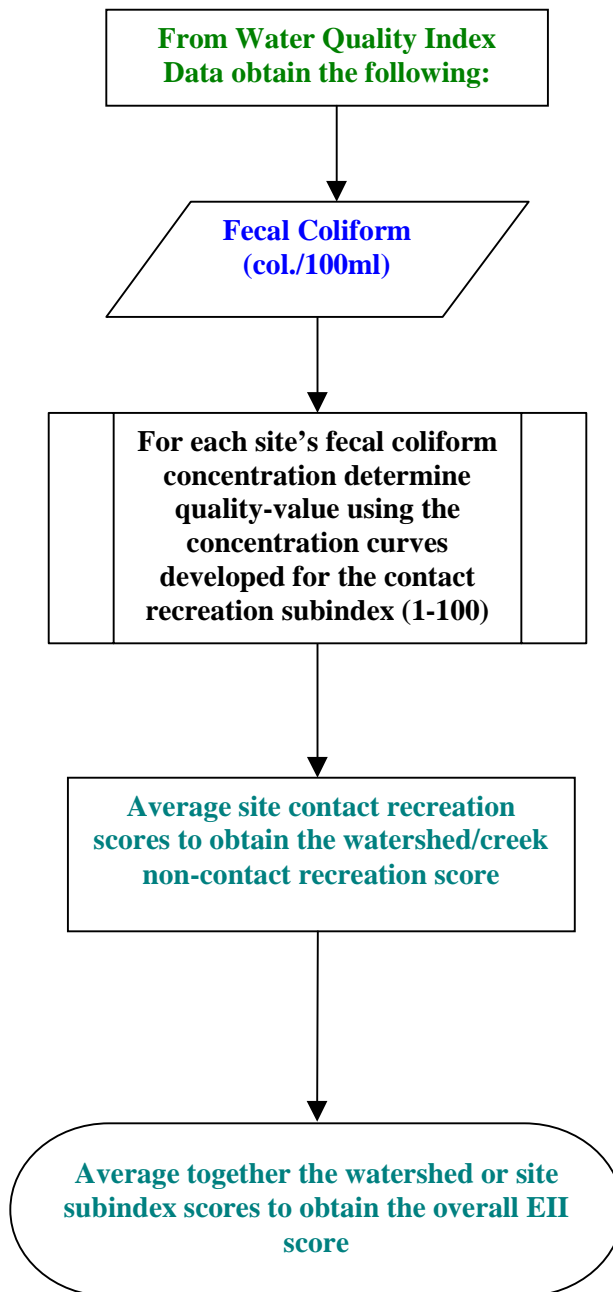 From Water Quality Index
Data obtain the following:
Fecal Coliform
(col./100ml)
For each site’s fecal coliform
concentration determine
quality-value using the
concentration curves
developed for the contact
recreation subindex (1-100)
Average site contact recreation
scores to obtain the watershed/creek
non-contact recreation score
Average together the watershed or site
subindex scores to obtain the overall EII
score